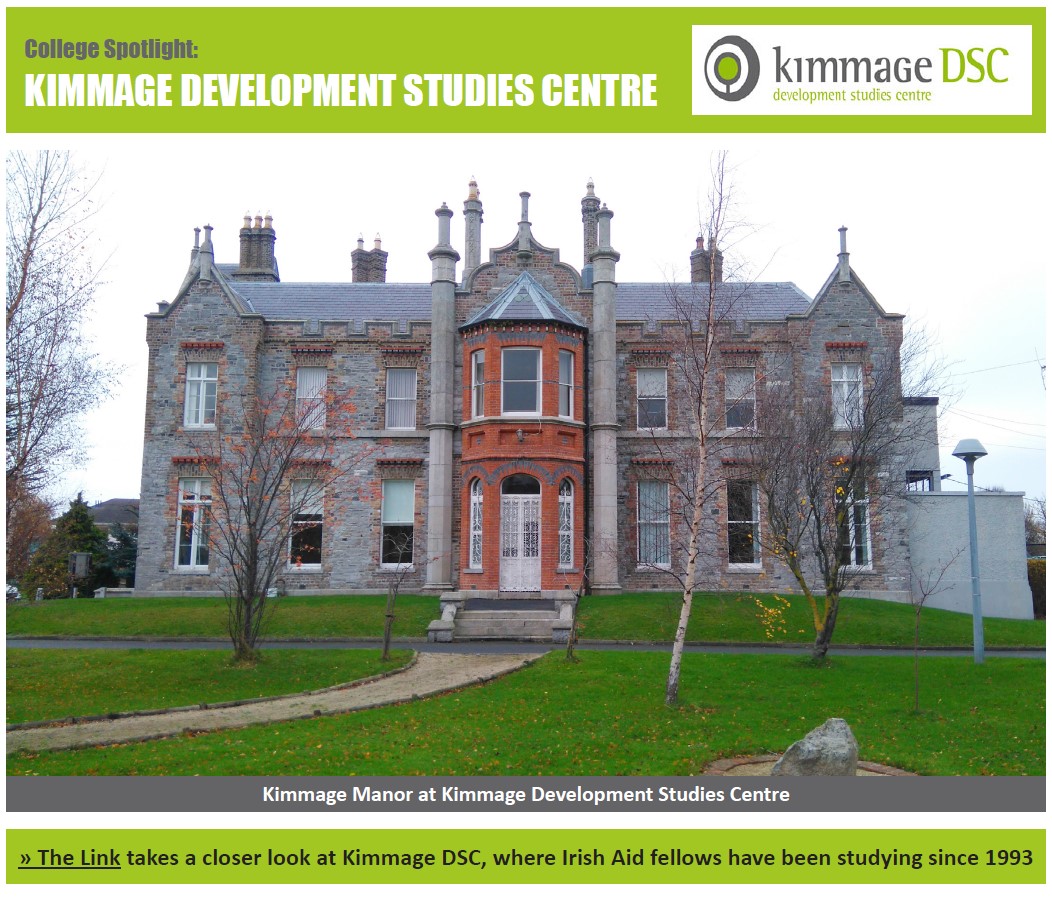 College Spotlight:
KIMMAGE DEVELOPMENT STUDIES CENTRE
kimmage DSC
development studies centre
Kimmage Manor at Kimmage Development Studies Centre
» The Link takes a closer look at Kimmage DSC, where Irish Aid fellows have been studying since 1993